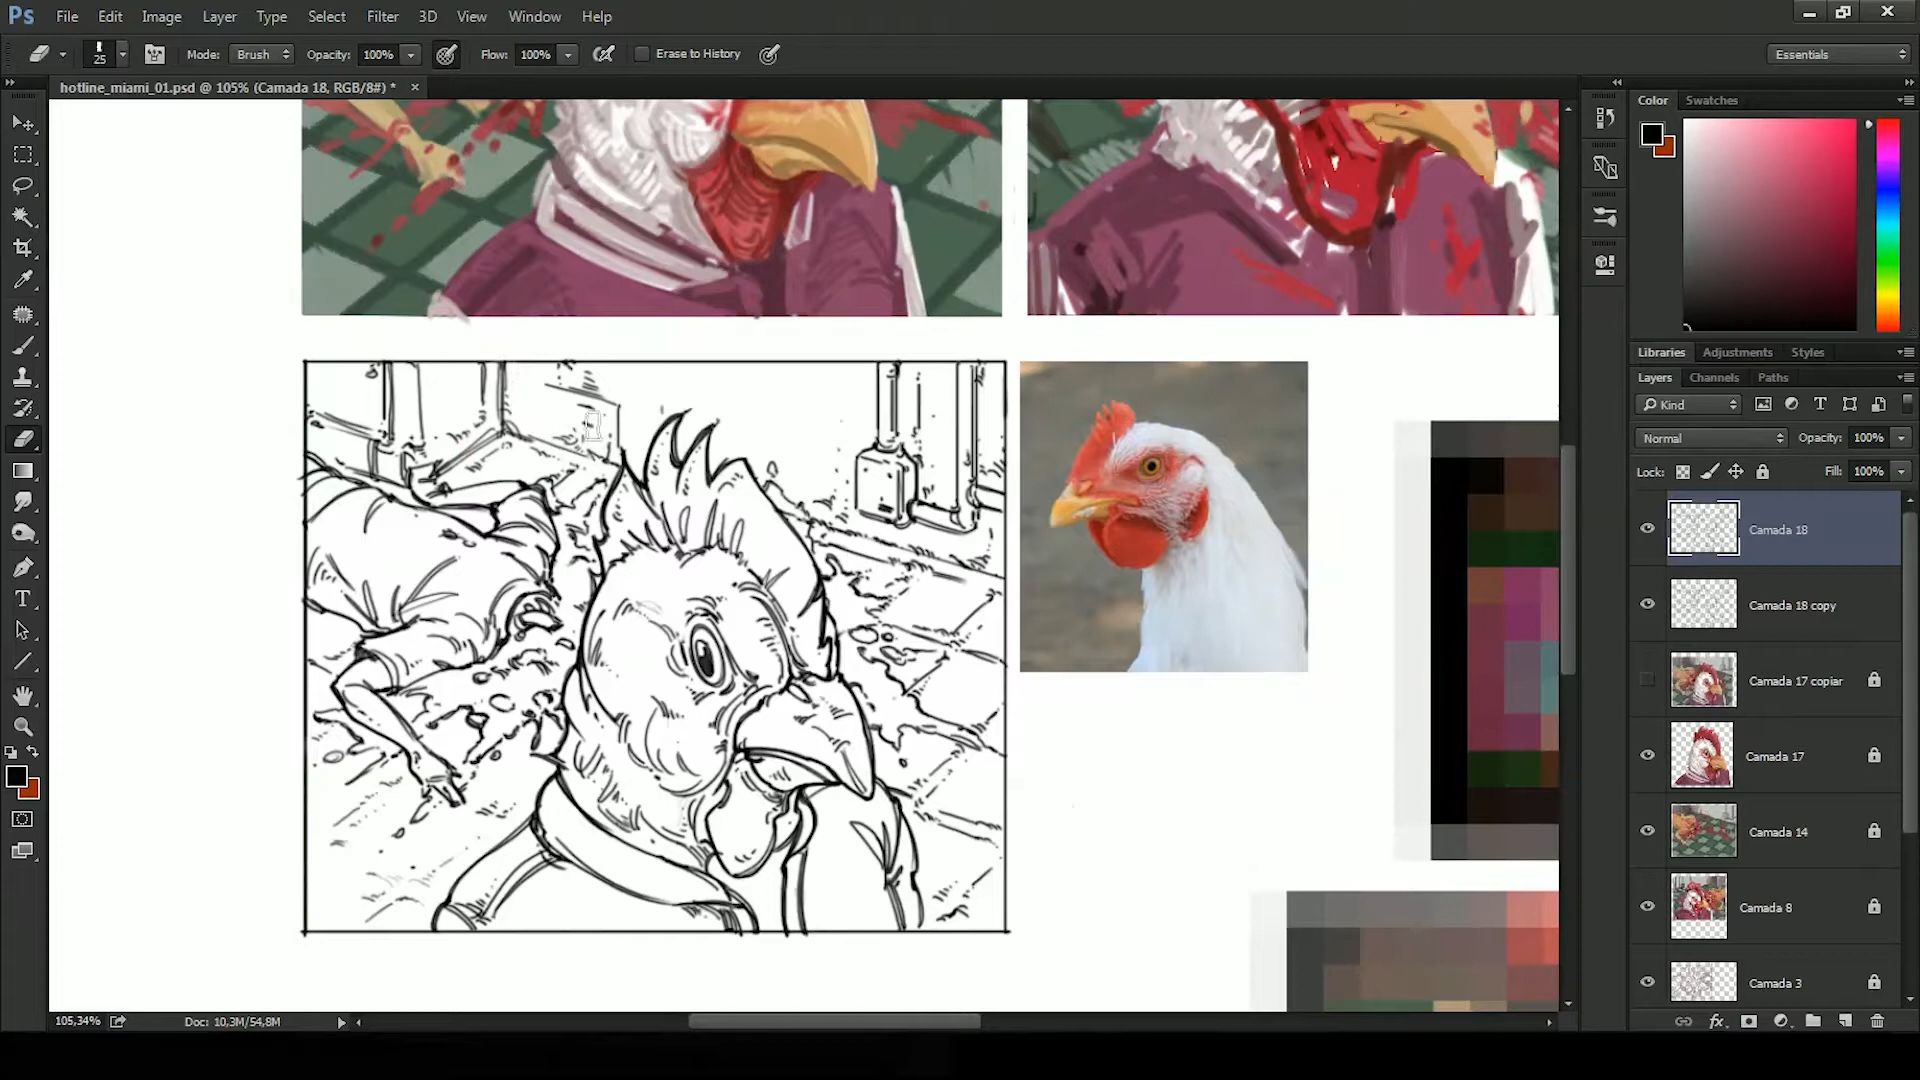 Ps File Edit Image Layer Type Select Filter 3D View Window Help
25 Mode: Brush Opacity: 100% Flow: 100% Erase to History Essentials
hotline_miami_01.psd @ 105% (Camada 18, RGB/8#) * ×
Color Swatches
Libraries Adjustments Styles
Layers Channels Paths
Kind T
Normal Opacity: 100%
Lock: Fill: 100%
Camada 18
Camada 18 copy
Camada 17 copiar
Camada 17
Camada 14
Camada 8
Camada 3
T
105,34% Doc: 10,3M/54,8M
fx